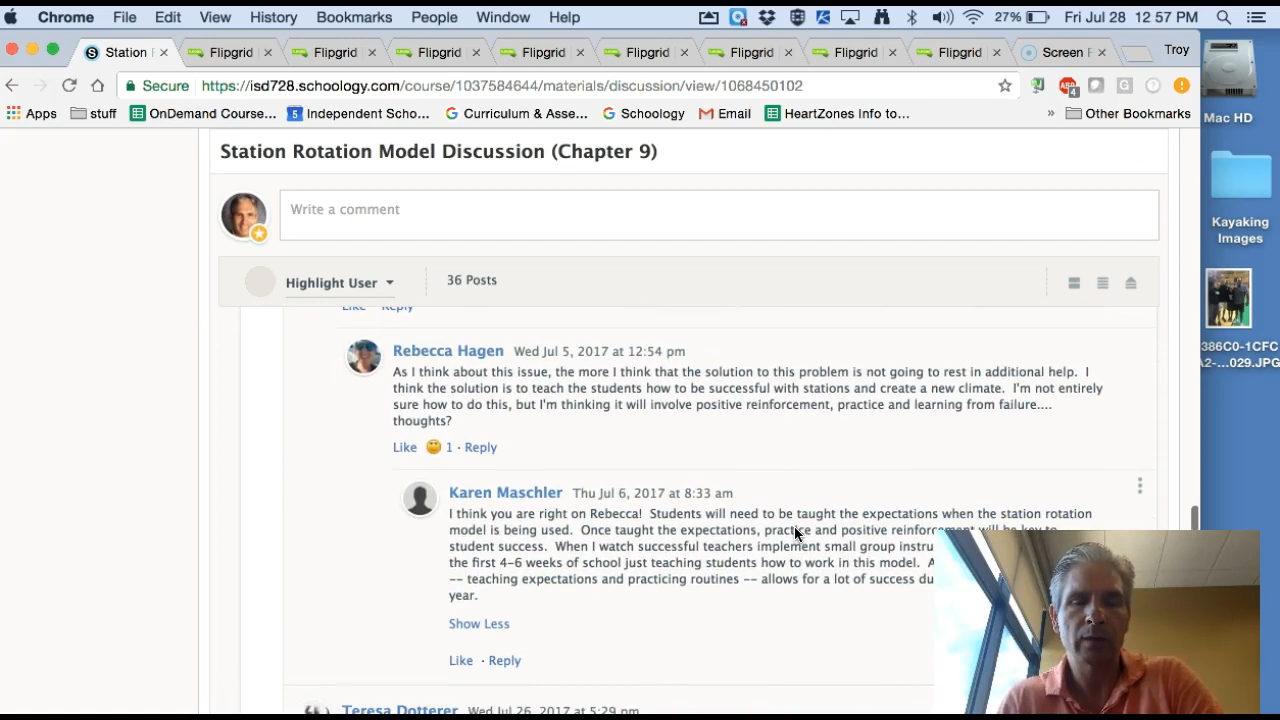 Chrome File Edit View History Bookmarks People Window Help 27% Fri Jul 28 12:57 PM
Station Flipgrid Flipgrid Flipgrid Flipgrid Flipgrid Flipgrid Flipgrid Flipgrid Screen Troy
Secure https://isd728.schoology.com/course/1037584644/materials/discussion/view/1068450102
Apps stuff OnDemand Course... Independent Scho... Curriculum & Asse... Schoology Email HeartZones Info to... » Other Bookmarks
Mac HD
Kayaking
Images
386C0-1CFC
A2-...029.JPG
Station Rotation Model Discussion (Chapter 9)
Write a comment
Highlight User 36 Posts
Like Reply
Rebecca Hagen Wed Jul 5, 2017 at 12:54 pm
As I think about this issue, the more I think that the solution to this problem is not going to rest in additional help. I
think the solution is to teach the students how to be successful with stations and create a new climate. I'm not entirely
sure how to do this, but I'm thinking it will involve positive reinforcement, practice and learning from failure....
thoughts?
Like 1 · Reply
Karen Maschler Thu Jul 6, 2017 at 8:33 am
I think you are right on Rebecca! Students will need to be taught the expectations when the station rotation
model is being used. Once taught the expectations, practice and positive reinforcement will be key to
student success. When I watch successful teachers implement small group instru
the first 4-6 weeks of school just teaching students how to work in this model. A
-- teaching expectations and practicing routines -- allows for a lot of success du
year.
Show Less
Like · Reply
Teresa Dotterer Wed Jul 26, 2017 at 5:29 pm